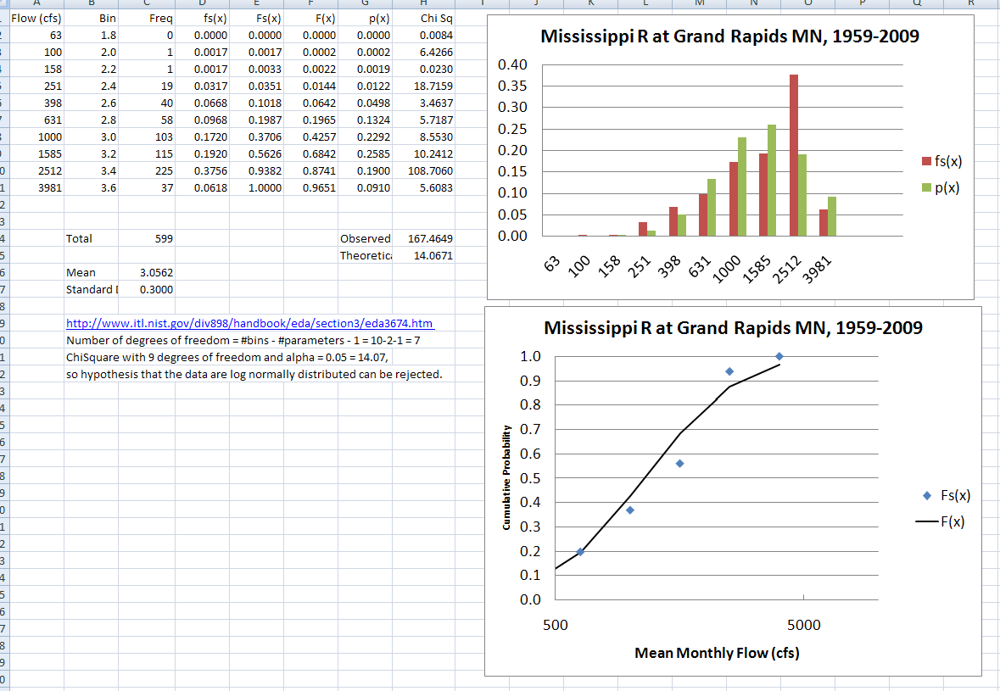 A B C D E F G H I J K L M N O P Q R
Flow (cfs) Bin Freq fs(x) Fs(x) F(x) p(x) Chi Sq
63 1.8 0 0.0000 0.0000 0.0000 0.0000 0.0084
100 2.0 1 0.0017 0.0017 0.0002 0.0002 6.4266
158 2.2 1 0.0017 0.0033 0.0022 0.0019 0.0230
251 2.4 19 0.0317 0.0351 0.0144 0.0122 18.7159
398 2.6 40 0.0668 0.1018 0.0642 0.0498 3.4637
631 2.8 58 0.0968 0.1987 0.1965 0.1324 5.7187
1000 3.0 103 0.1720 0.3706 0.4257 0.2292 8.5530
1585 3.2 115 0.1920 0.5626 0.6842 0.2585 10.2412
2512 3.4 225 0.3756 0.9382 0.8741 0.1900 108.7060
3981 3.6 37 0.0618 1.0000 0.9651 0.0910 5.6083
Total 599 Observed 167.4649
Theoretica 14.0671
Mean 3.0562
Standard D 0.3000
http://www.itl.nist.gov/div898/handbook/eda/section3/eda3674.htm
Number of degrees of freedom = #bins - #parameters - 1 = 10-2-1 = 7
ChiSquare with 9 degrees of freedom and alpha = 0.05 = 14.07,
so hypothesis that the data are log normally distributed can be rejected.
Mississippi R at Grand Rapids MN, 1959-2009
0.40
0.35
0.30
0.25
0.20
0.15
0.10
0.05
0.00
63 100 158 251 398 631 1000 1585 2512 3981
fs(x)
p(x)
Mississippi R at Grand Rapids MN, 1959-2009
Cumulative Probability
1.0
0.9
0.8
0.7
0.6
0.5
0.4
0.3
0.2
0.1
0.0
500 5000
Mean Monthly Flow (cfs)
Fs(x)
F(x)